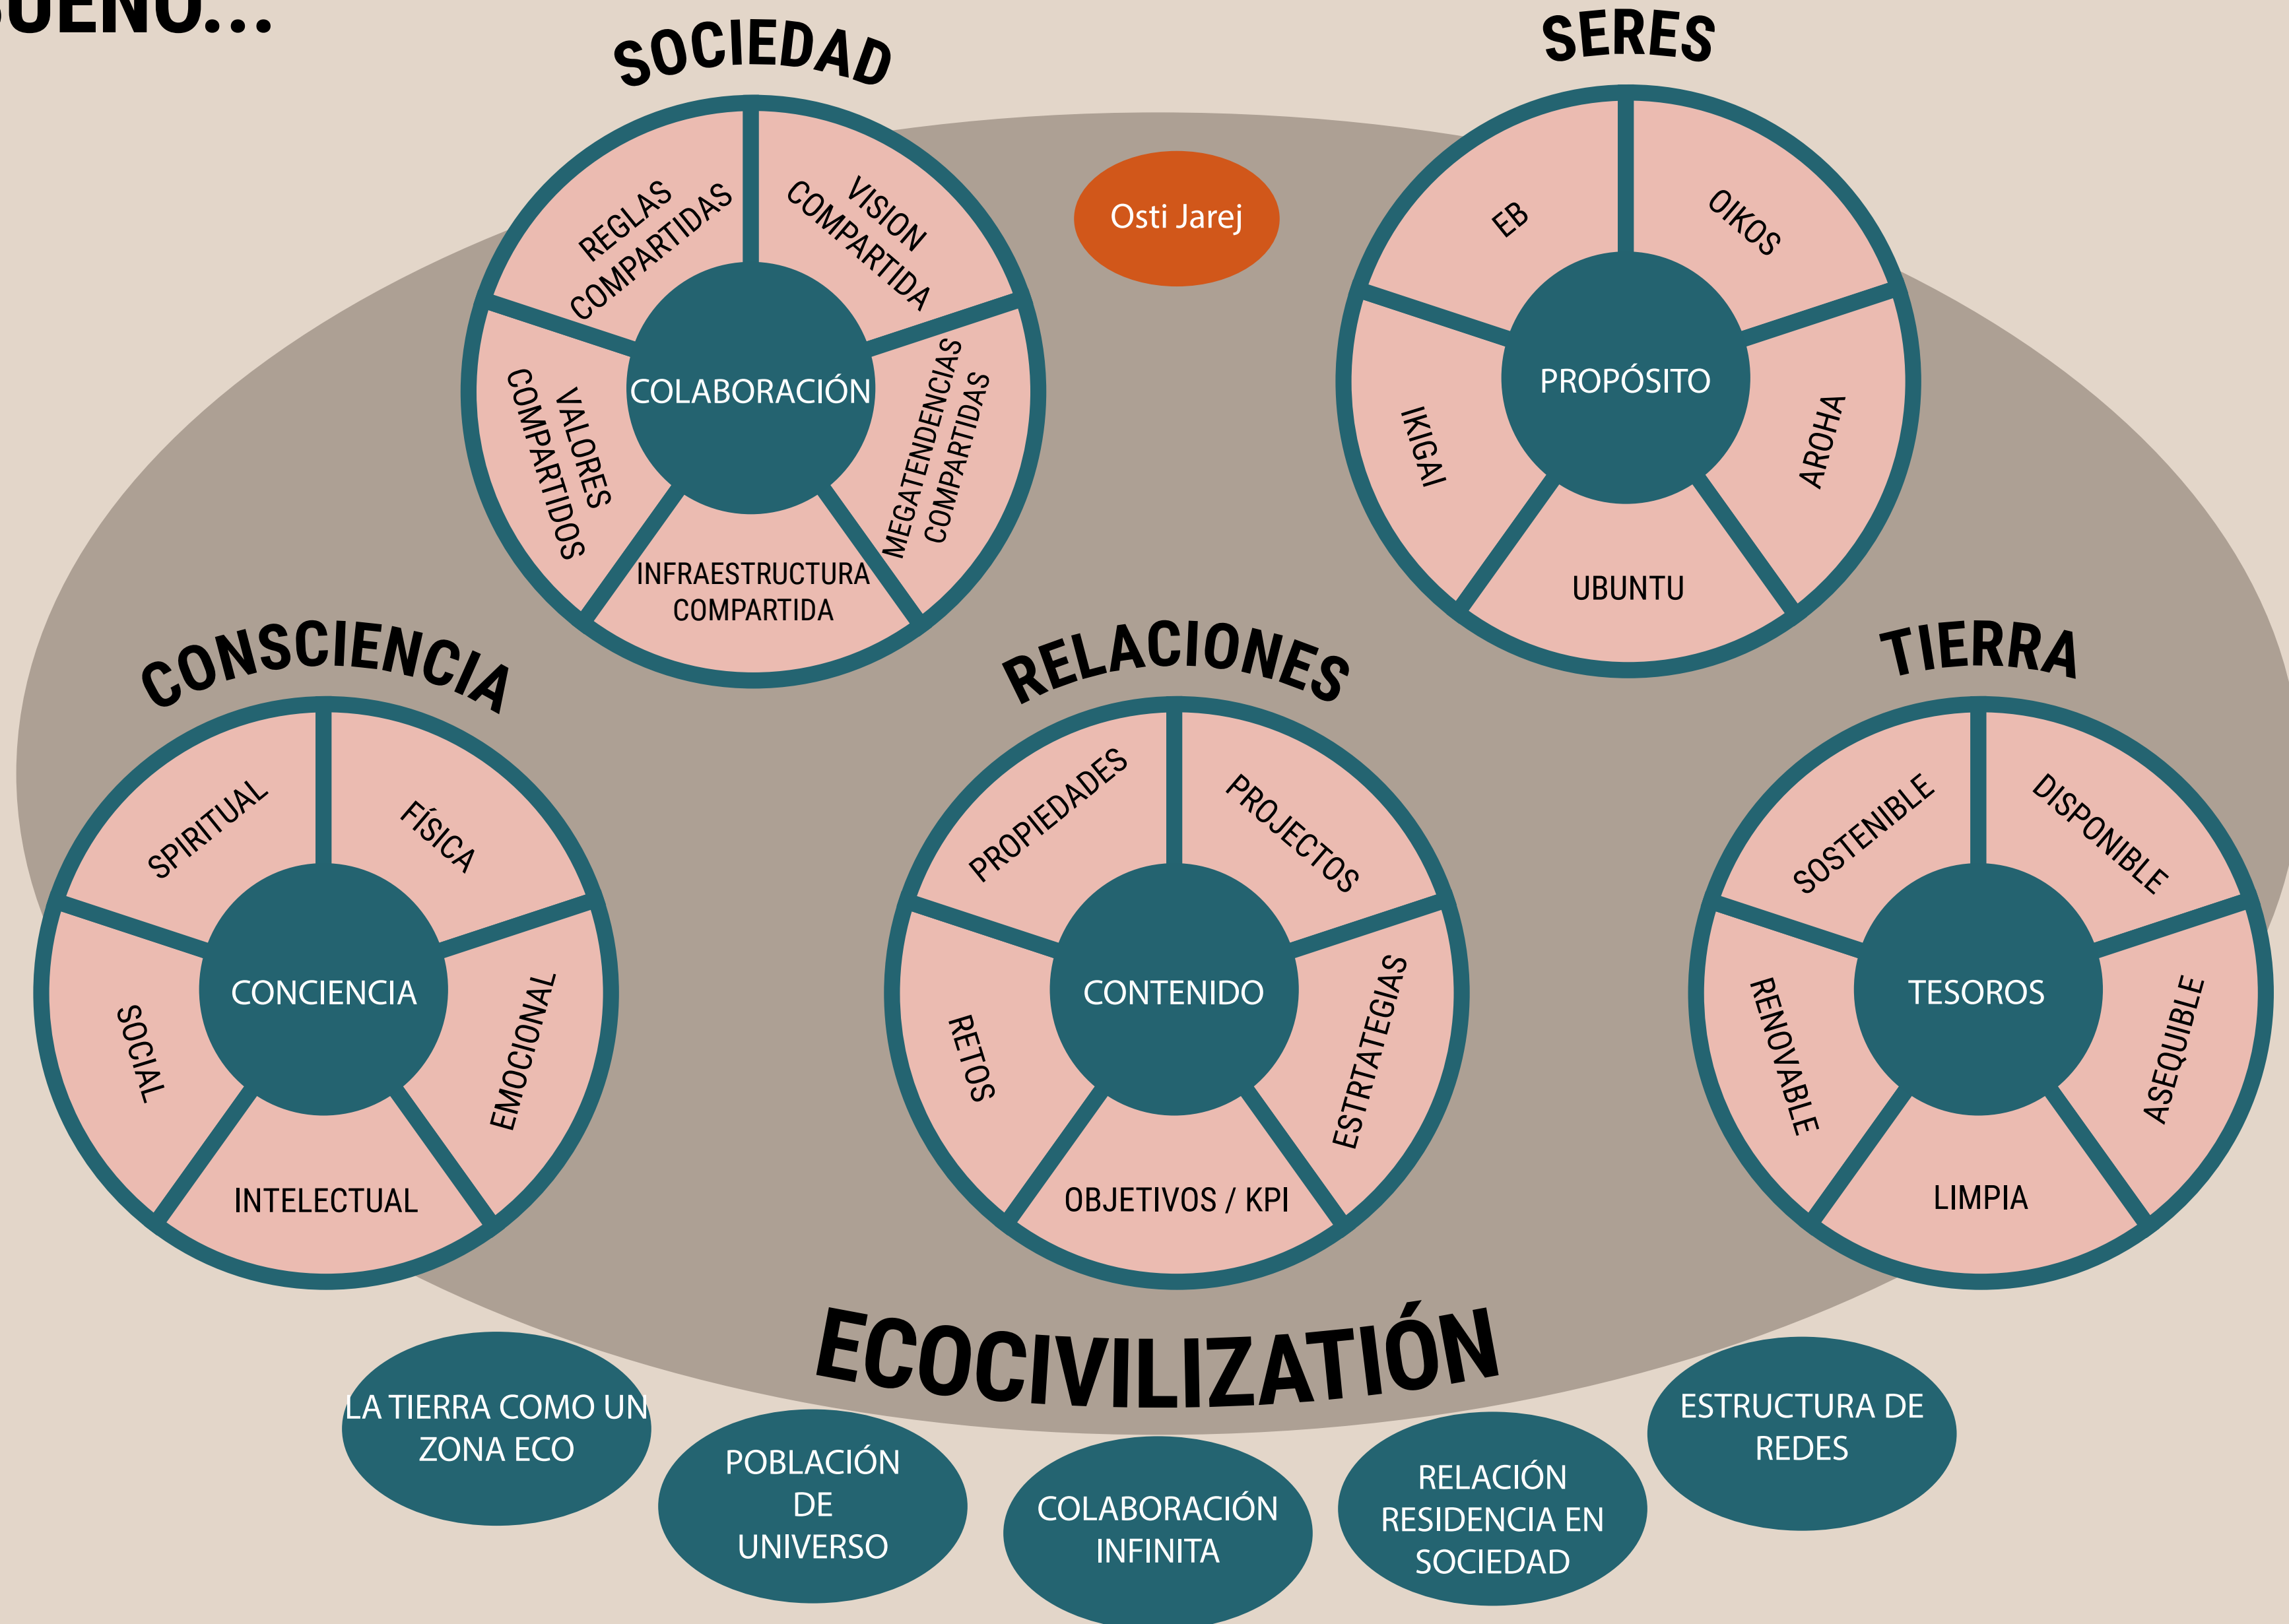 SOCIEDAD
REGLAS
COMPARTIDAS
VISION
COMPARTIDA
VALORES
COMPARTIDOS
COLABORACIÓN
MEGATENDENCIAS
COMPARTIDAS
INFRAESTRUCTURA
COMPARTIDA
Osti Jarej
SERES
EB
OIKOS
IKIGAI
PROPÓSITO
AROHA
UBUNTU
CONSCIENCIA
SPIRITUAL
FÍSICA
SOCIAL
CONCIENCIA
EMOCIONAL
INTELECTUAL
RELACIONES
PROPIEDADES
PROJECTOS
RETOS
CONTENIDO
ESTRTATEGIAS
OBJETIVOS / KPI
TIERRA
SOSTENIBLE
DISPONIBLE
RENOVABLE
TESOROS
ASEQUIBLE
LIMPIA
ECOCIVILIZATIÓN
LA TIERRA COMO UN
ZONA ECO
POBLACIÓN
DE
UNIVERSO
COLABORACIÓN
INFINITA
RELACIÓN
RESIDENCIA EN
SOCIEDAD
ESTRUCTURA DE
REDES